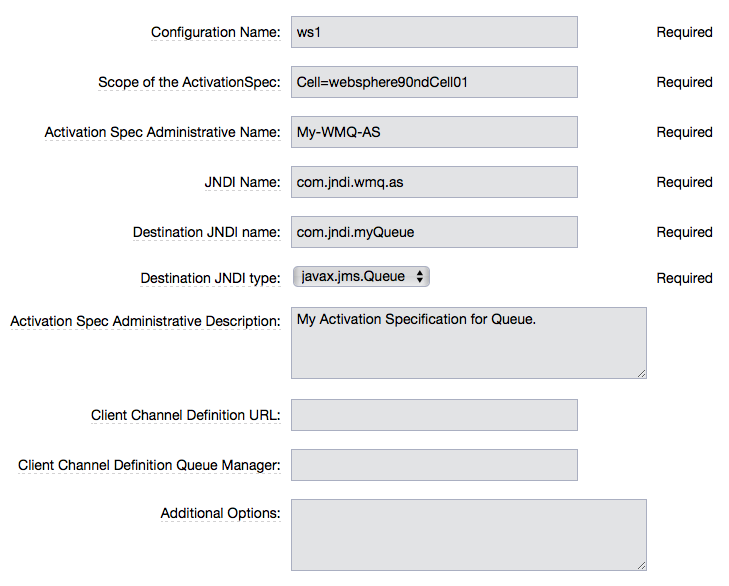 Configuration Name: ws1 Required
Scope of the ActivationSpec: Cell=websphere90ndCell01 Required
Activation Spec Administrative Name: My-WMQ-AS Required
JNDI Name: com.jndi.wmq.as Required
Destination JNDI name: com.jndi.myQueue Required
Destination JNDI type: javax.jms.Queue Required
Activation Spec Administrative Description: My Activation Specification for Queue.
Client Channel Definition URL:
Client Channel Definition Queue Manager:
Additional Options: